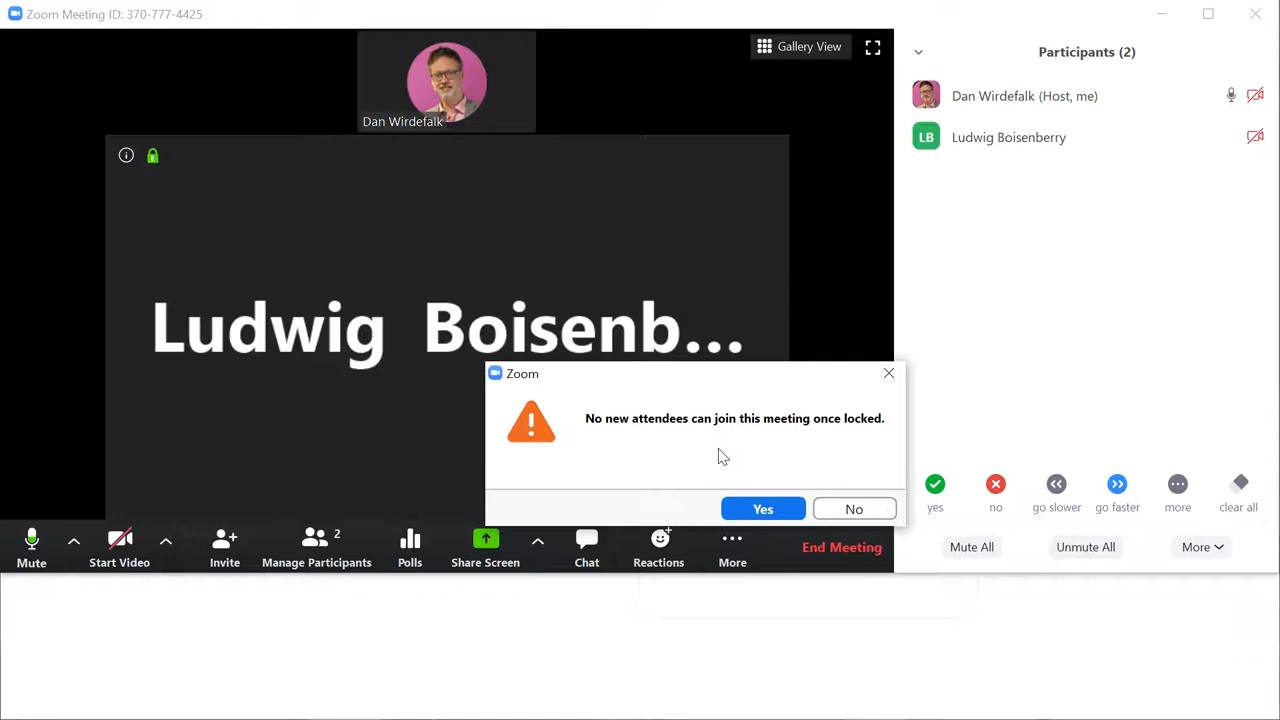 Zoom Meeting ID: 370-777-4425
Gallery View
Dan Wirdefalk
Ludwig Boisenb...
Participants (2)
Dan Wirdefalk (Host, me)
LB Ludwig Boisenberry
Zoom
No new attendees can join this meeting once locked.
Yes No
yes no go slower go faster more clear all
Mute All Unmute All More
2
Mute Start Video Invite Manage Participants Polls Share Screen Chat Reactions More End Meeting